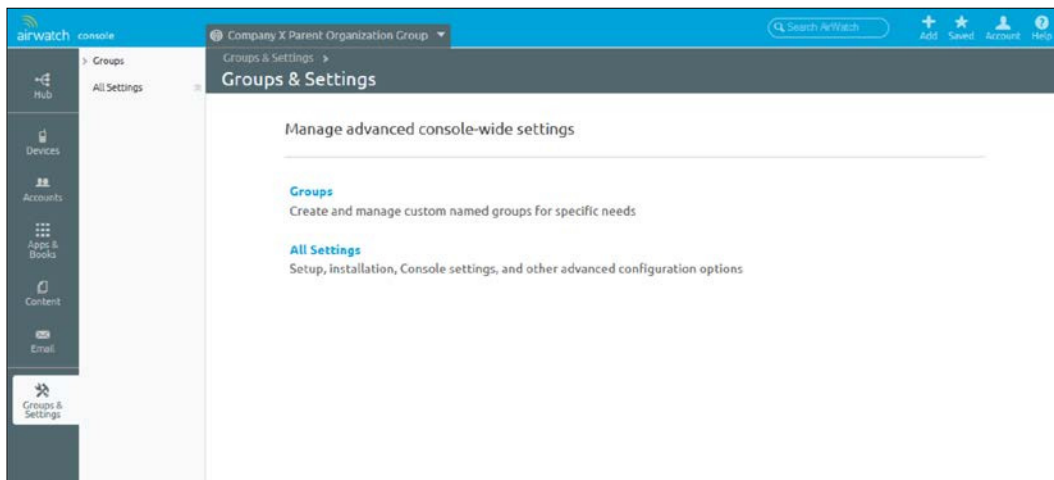 airwatch console
Company X Parent Organization Group
Search AirWatch
Add
Saved
Account
Help
Hub
Devices
Accounts
Apps &
Books
Content
Email
Groups &
Settings
> Groups
All Settings
Groups & Settings >
Groups & Settings
Manage advanced console-wide settings
Groups
Create and manage custom named groups for specific needs
All Settings
Setup, installation, Console settings, and other advanced configuration options